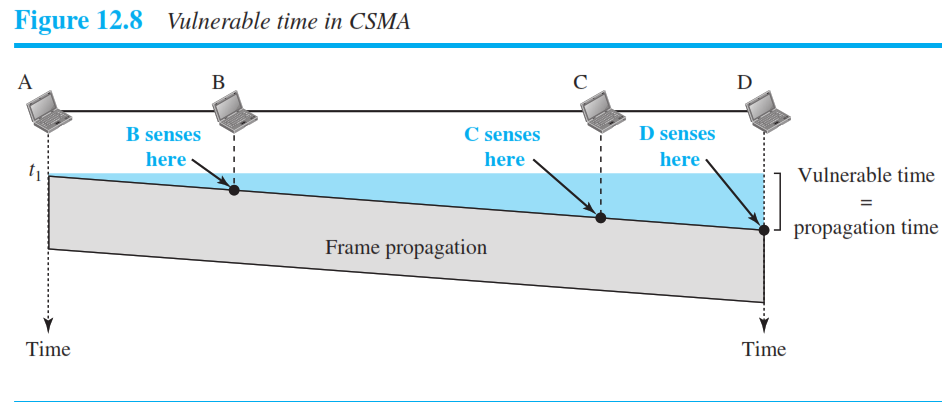 Figure 12.8 Vulnerable time in CSMA
A B C D
B senses
here
C senses
here
D senses
here
t1
Vulnerable time
=
propagation time
Frame propagation
Time Time